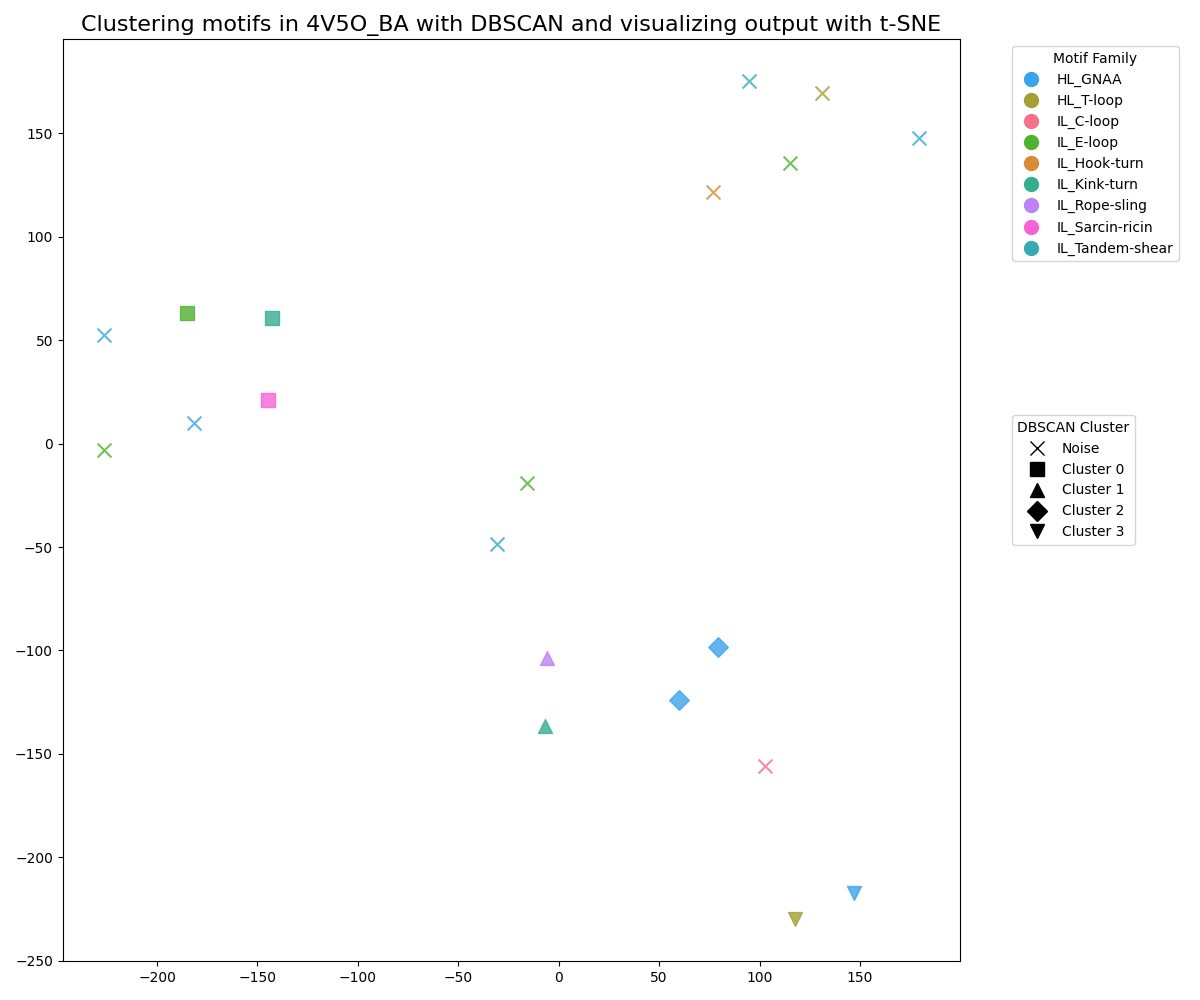 Clustering motifs in 4V5O_BA with DBSCAN and visualizing output with t-SNE
Motif Family
HL_GNAA
HL_T-loop
IL_C-loop
IL_E-loop
IL_Hook-turn
IL_Kink-turn
IL_Rope-sling
IL_Sarcin-ricin
IL_Tandem-shear
DBSCAN Cluster
Noise
Cluster 0
Cluster 1
Cluster 2
Cluster 3
150
100
50
0
−50
−100
−150
−200
−250
−200 −150 −100 −50 0 50 100 150